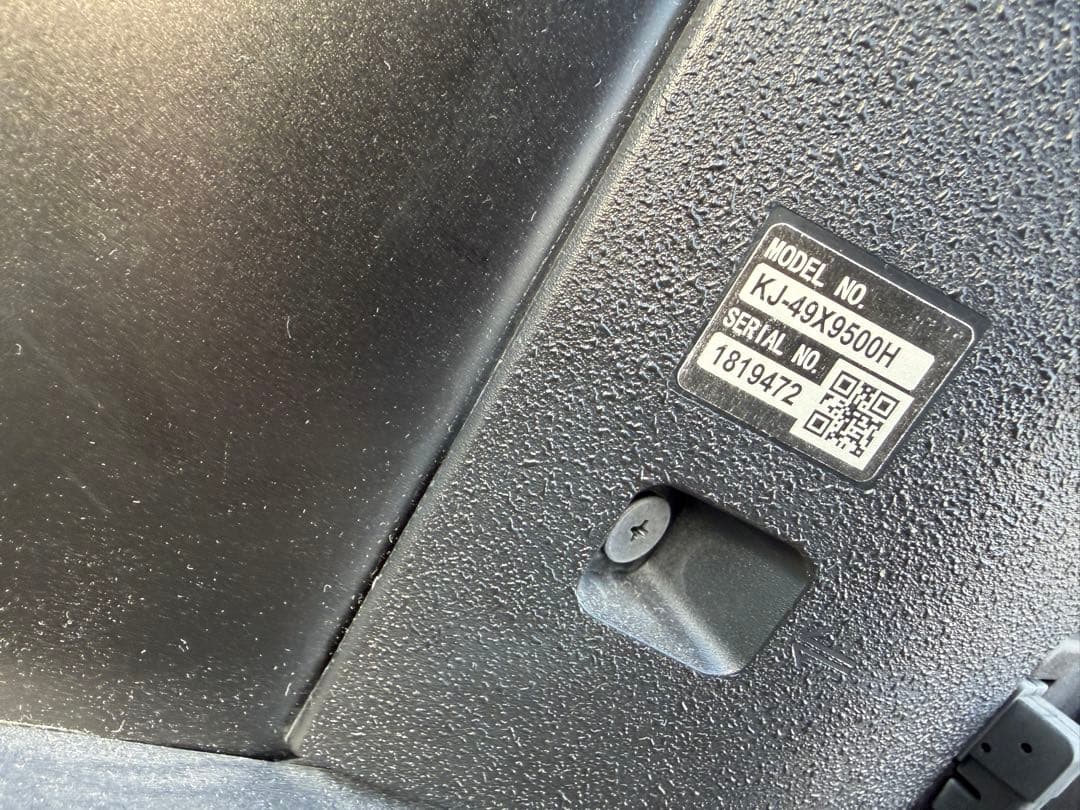 MODEL NO.
KJ-49X9500H
SERIAL NO.
1819472